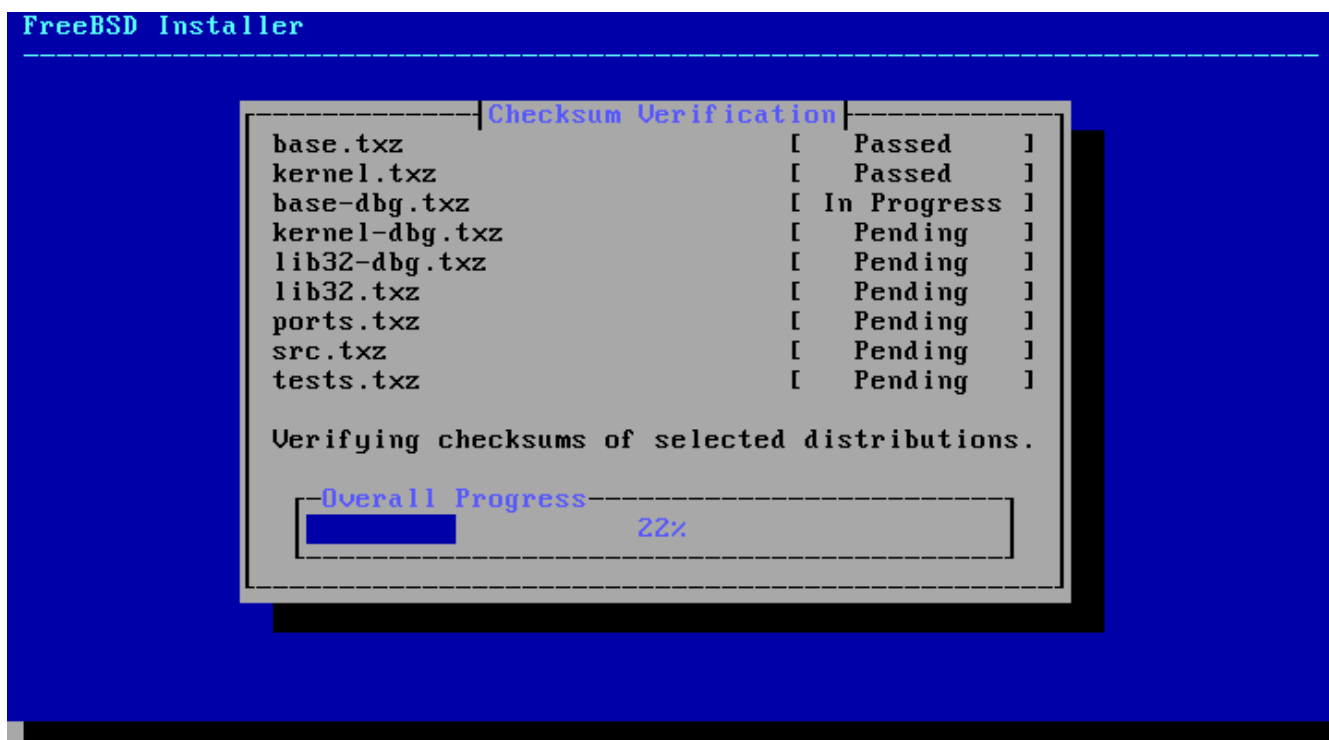 FreeBSD Installer
Checksum Verification
base.txz [ Passed ]
kernel.txz [ Passed ]
base-dbg.txz [ In Progress ]
kernel-dbg.txz [ Pending ]
lib32-dbg.txz [ Pending ]
lib32.txz [ Pending ]
ports.txz [ Pending ]
src.txz [ Pending ]
tests.txz [ Pending ]
Verifying checksums of selected distributions.
Overall Progress
22%